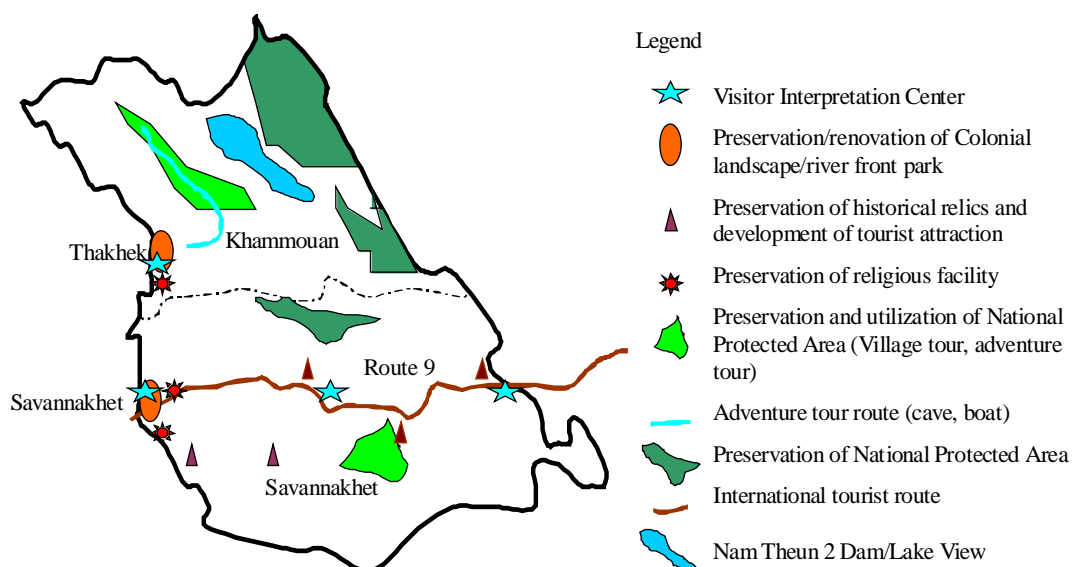 Legend
Visitor Interpretation Center
Preservation/renovation of Colonial
landscape/river front park
Preservation of historical relics and
development of tourist attraction
Preservation of religious facility
Preservation and utilization of National
Protected Area (Village tour, adventure
tour)
Adventure tour route (cave, boat)
Preservation of National Protected Area
International tourist route
Nam Theun 2 Dam/Lake View
Khammouan
Thakhek
Route 9
Savannakhet
Savannakhet